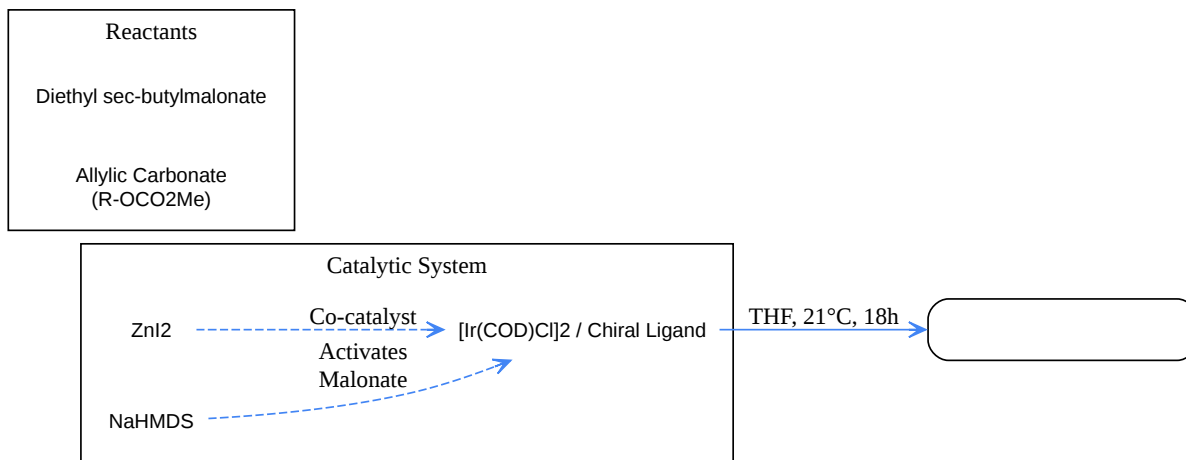 Reactants
Diethyl sec-butylmalonate
Allylic Carbonate
(R-OCO2Me)
Catalytic System
ZnI2
Co-catalyst
[Ir(COD)Cl]2 / Chiral Ligand
THF, 21°C, 18h
Activates
Malonate
NaHMDS